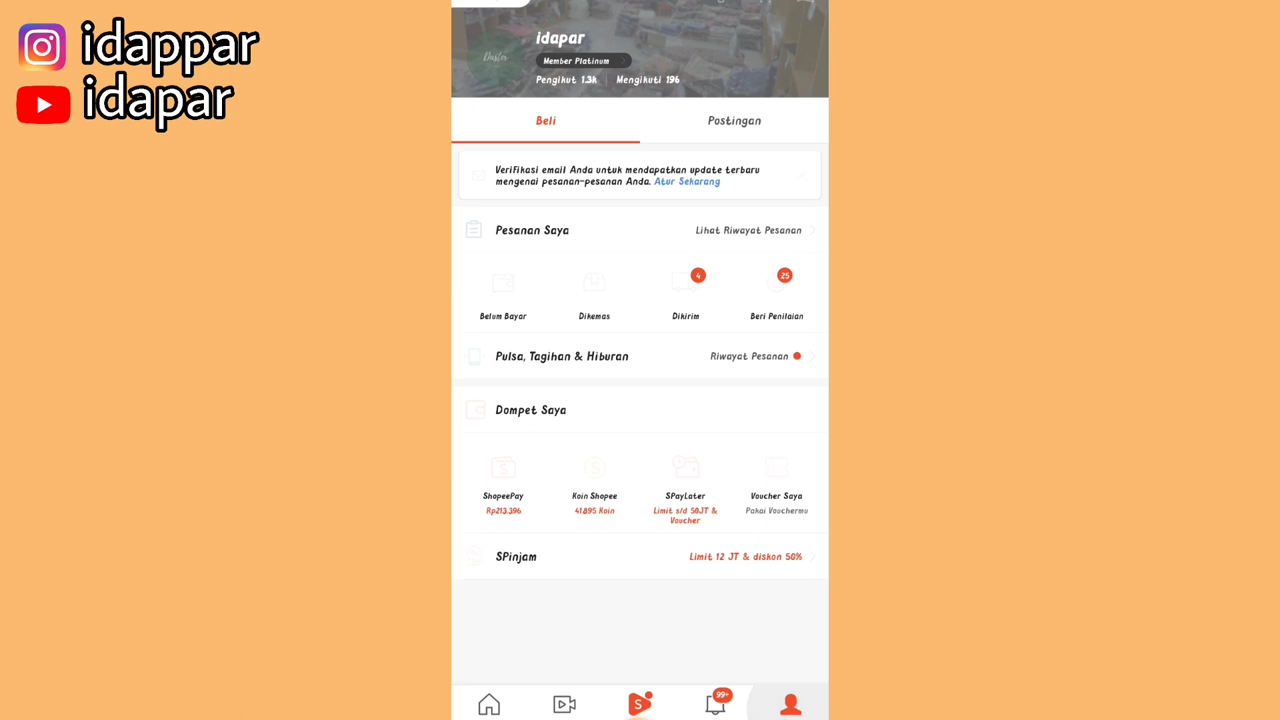 idappar
idapar
idapar
Member Platinum
Pengikut 1.3k
Mengikuti 196
Beli
Postingan
Verifikasi email Anda untuk mendapatkan update terbaru
mengenai pesanan-pesanan Anda. Atur Sekarang
Pesanan Saya
Lihat Riwayat Pesanan
4
25
Belum Bayar
Dikemas
Dikirim
Beri Penilaian
Pulsa, Tagihan & Hiburan
Riwayat Pesanan
Dompet Saya
ShopeePay
Koin Shopee
SPayLater
Voucher Saya
Rp213.396
41.895 Koin
Limit s/d 50JT &
Voucher
Pakai Vouchermu
SPinjam
Limit 12 JT & diskon 50%
99+